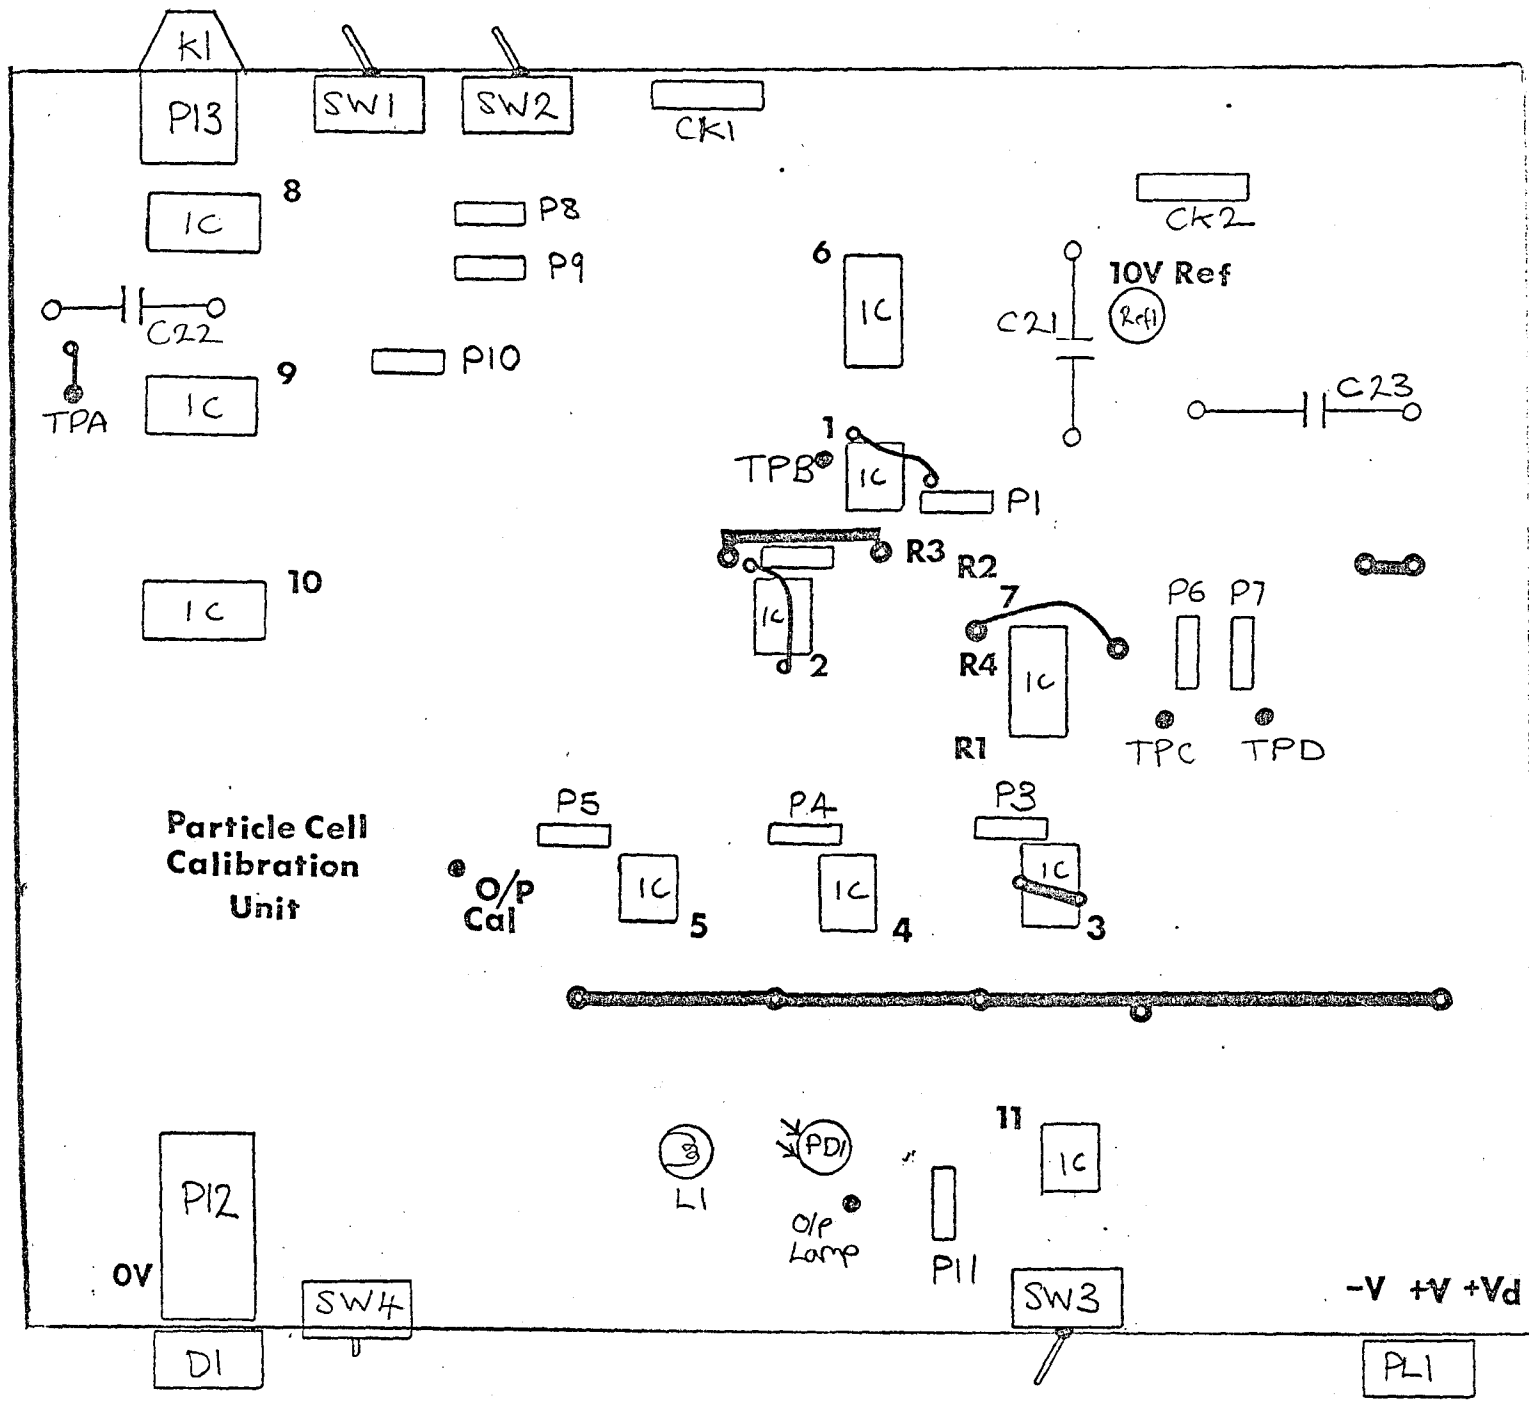 K1
P13
SW1
SW2
CK1
8
IC
P8
P9
CK2
6
IC
10V Ref
Ref1
C21
C22
P10
9
IC
TPA
C23
1
TPB
IC
P1
R3
R2
10
IC
7
P6
P7
IC
2
R4
IC
R1
TPC
TPD
P5
P4
P3
Particle Cell
Calibration
Unit
O/P
Cal
IC
5
IC
4
IC
3
11
IC
L1
PD1
O/P
Lamp
P11
P12
0V
SW4
SW3
-V +V +Vd
D1
PL1